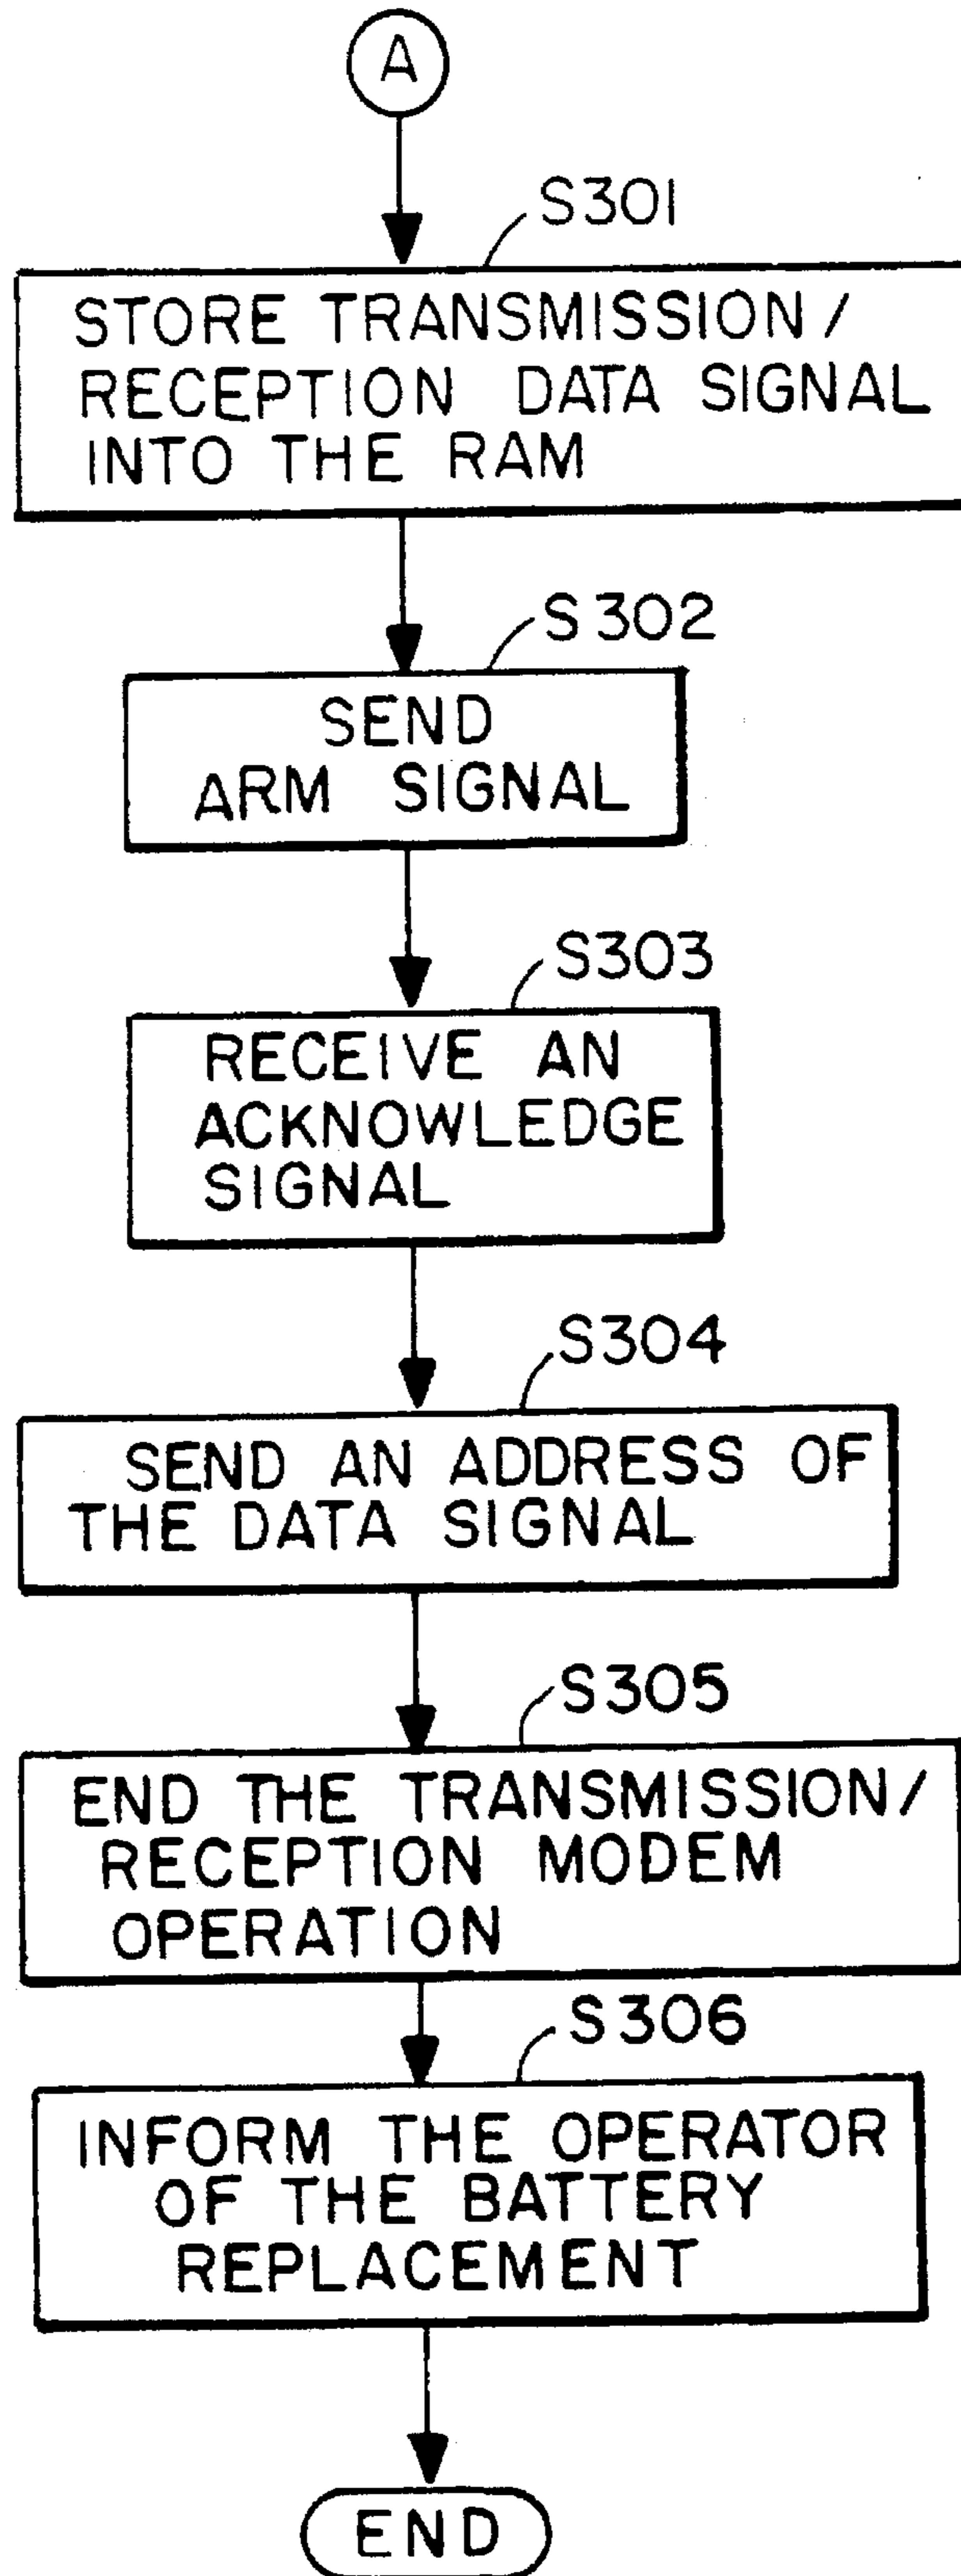 A
S301
STORE TRANSMISSION/
RECEPTION DATA SIGNAL
INTO THE RAM
S302
SEND
ARM SIGNAL
S303
RECEIVE AN
ACKNOWLEDGE
SIGNAL
S304
SEND AN ADDRESS OF
THE DATA SIGNAL
S305
END THE TRANSMISSION/
RECEPTION MODEM
OPERATION
S306
INFORM THE OPERATOR
OF THE BATTERY
REPLACEMENT
END